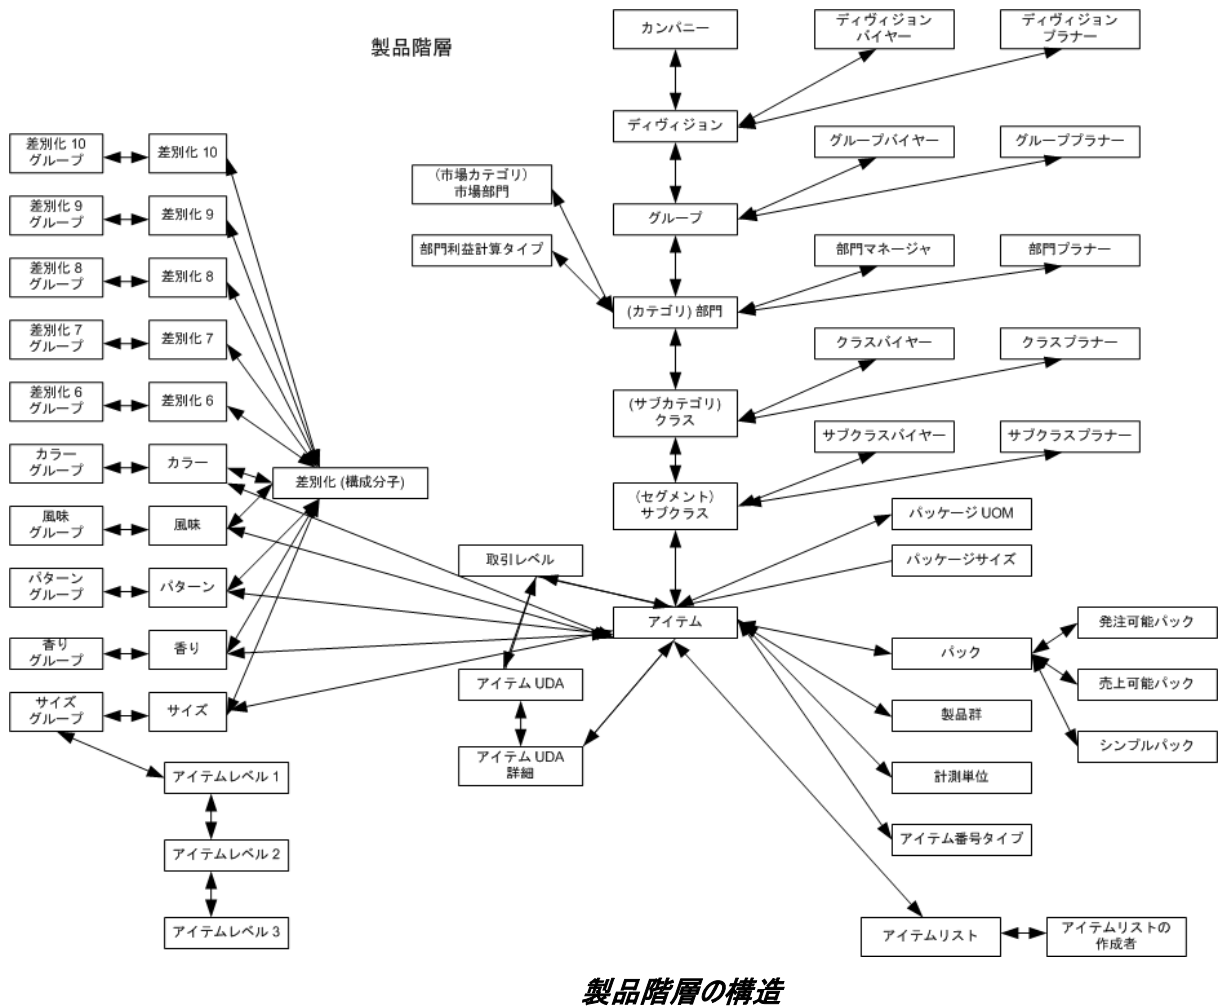 製品階層
カンパニー
ディヴィジョン
バイヤー
ディヴィジョン
プラナー
ディヴィジョン
グループバイヤー
グループプラナー
(市場カテゴリ)
市場部門
グループ
部門利益計算タイプ
部門マネージャ
部門プラナー
(カテゴリ) 部門
クラスバイヤー
クラスプラナー
(サブカテゴリ)
クラス
サブクラスバイヤー
サブクラスプラナー
(セグメント)
サブクラス
差別化 10
グループ
差別化 10
差別化 9
グループ
差別化 9
差別化 8
グループ
差別化 8
差別化 7
グループ
差別化 7
差別化 6
グループ
差別化 6
カラー
グループ
カラー
差別化 (構成分子)
風味
グループ
風味
パターン
グループ
パターン
香り
グループ
香り
サイズ
グループ
サイズ
アイテムレベル 1
アイテムレベル 2
アイテムレベル 3
取引レベル
アイテム
アイテム UDA
アイテム UDA
詳細
パッケージ UOM
パッケージサイズ
パック
発注可能パック
売上可能パック
シンプルパック
製品群
計測単位
アイテム番号タイプ
アイテムリスト
アイテムリストの
作成者
製品階層の構造